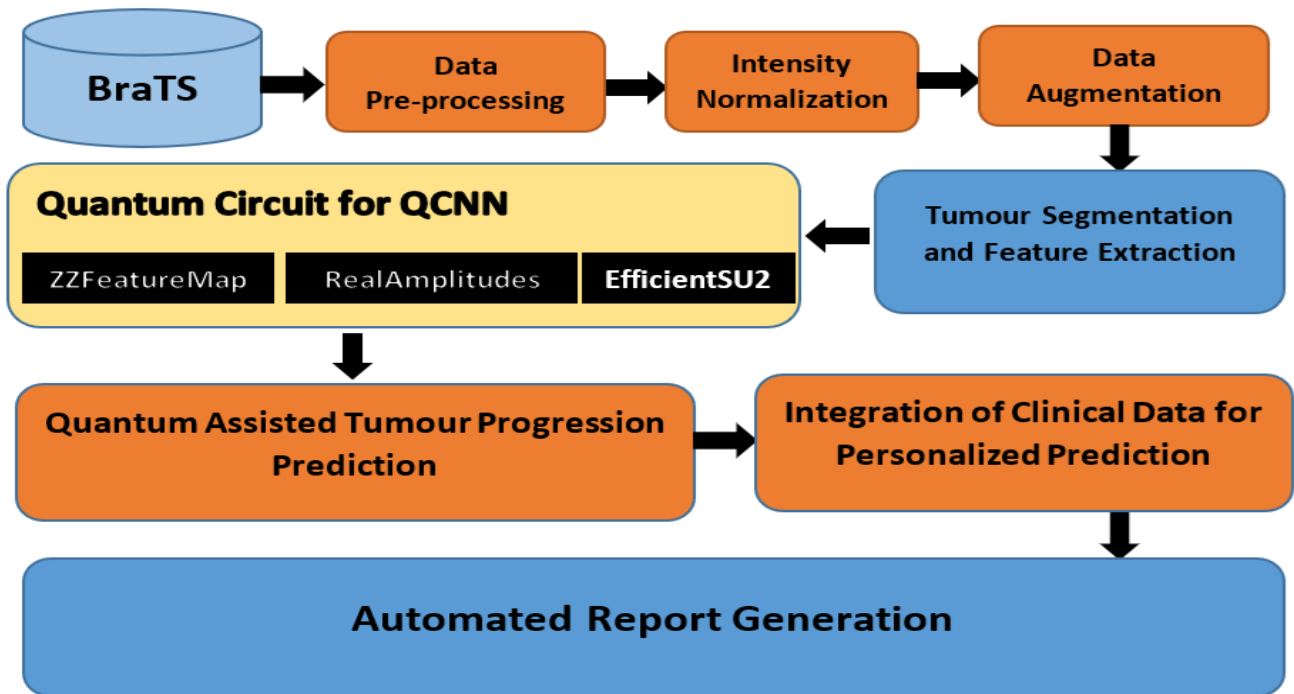 BraTS
Data
Pre-processing
Intensity
Normalization
Data
Augmentation
Quantum Circuit for QCNN
ZZFeatureMap
RealAmplitudes
EfficientSU2
Tumour Segmentation
and Feature Extraction
Quantum Assisted Tumour Progression
Prediction
Integration of Clinical Data for
Personalized Prediction
Automated Report Generation